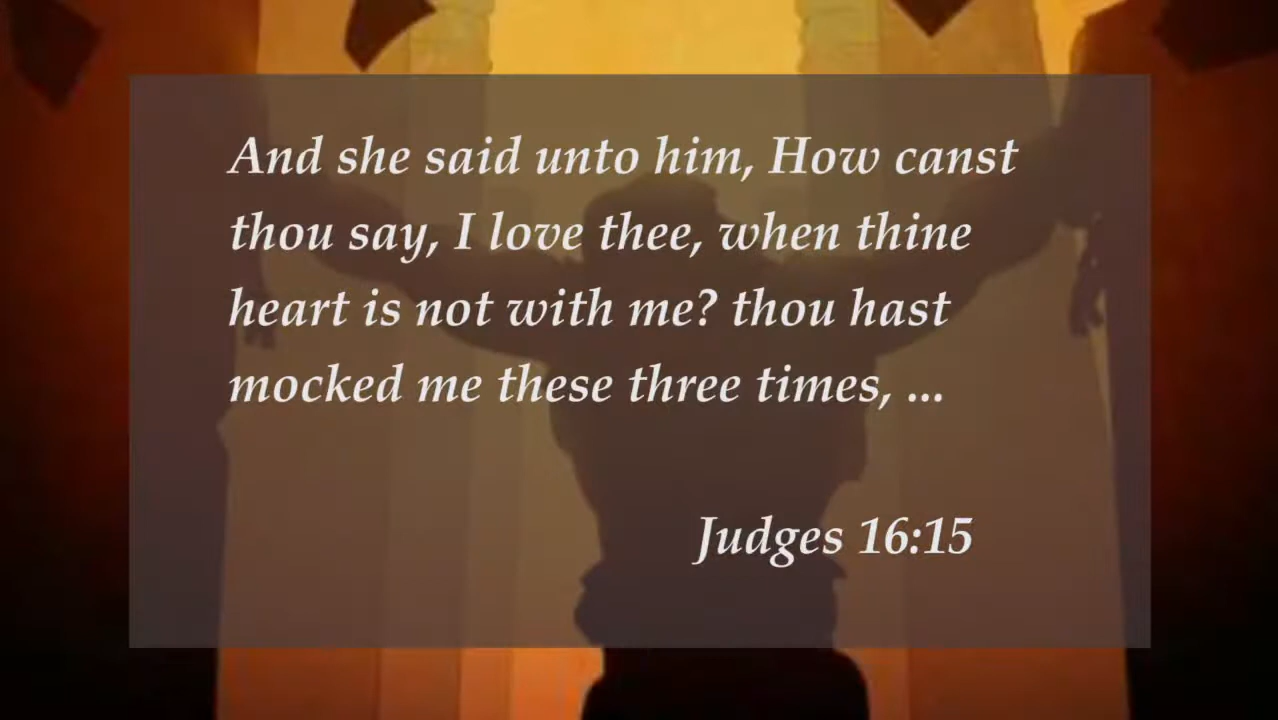 And she said unto him, How canst
thou say, I love thee, when thine
heart is not with me? thou hast
mocked me these three times, ...
Judges 16:15